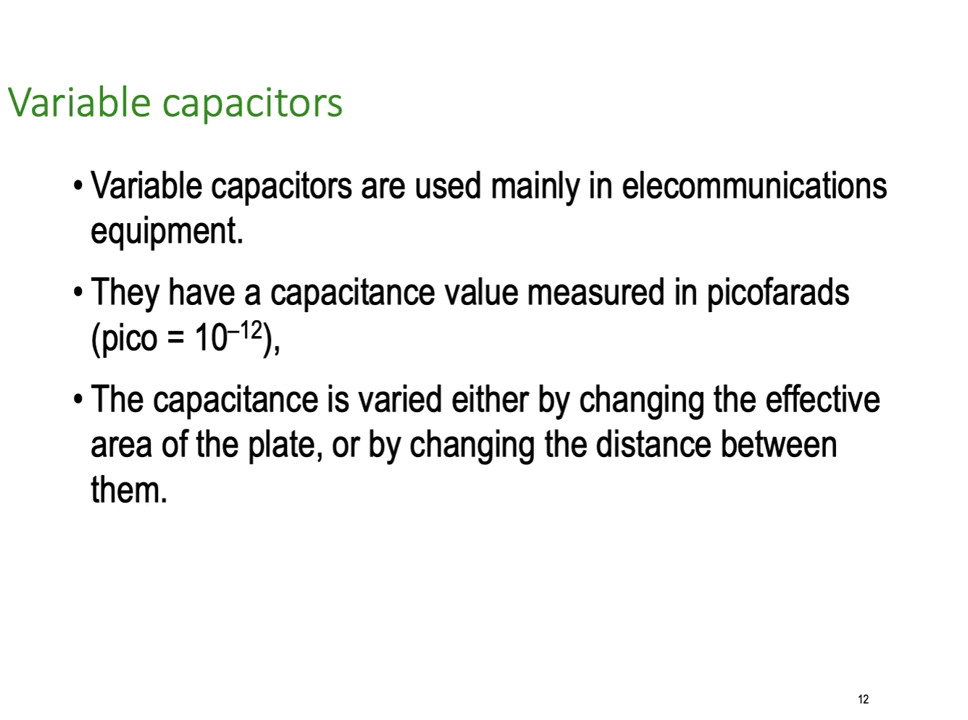 Variable capacitors
• Variable capacitors are used mainly in elecommunications
equipment.
• They have a capacitance value measured in picofarads
(pico = 10⁻¹²),
• The capacitance is varied either by changing the effective
area of the plate, or by changing the distance between
them.
12